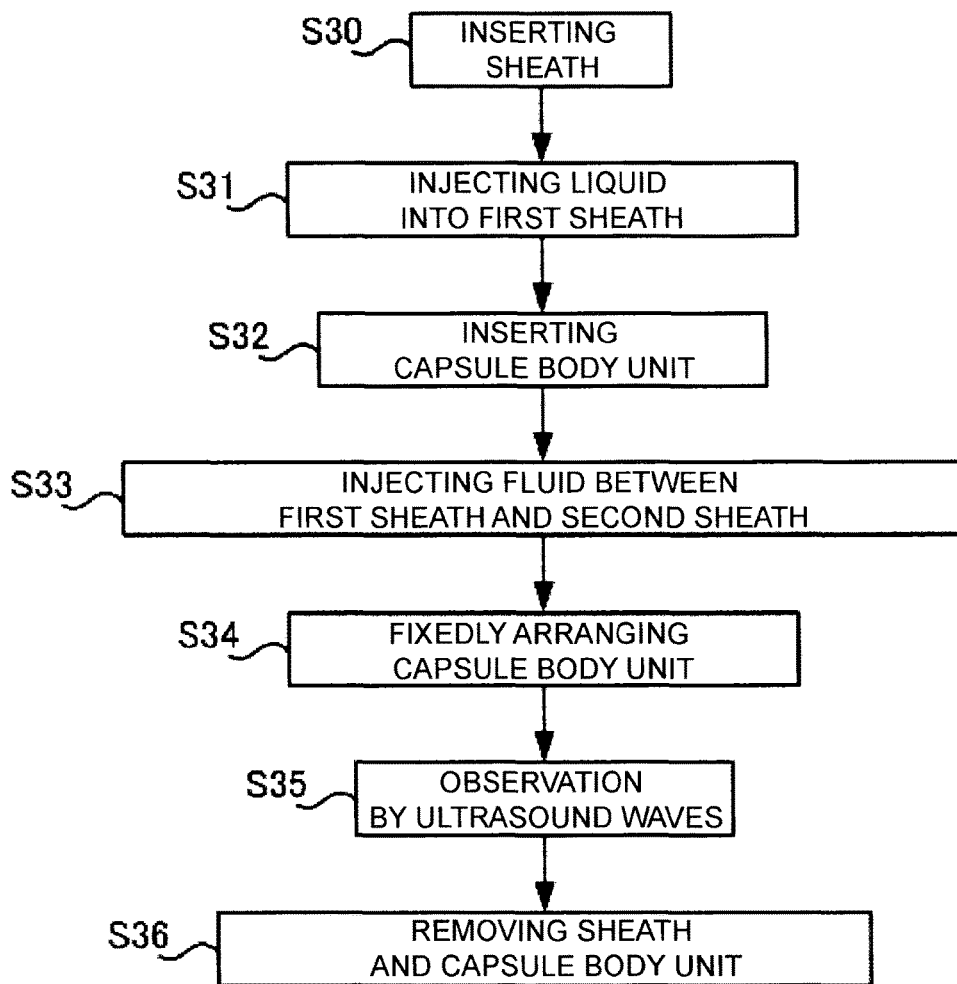 S30
INSERTING
SHEATH
S31
INJECTING LIQUID
INTO FIRST SHEATH
S32
INSERTING
CAPSULE BODY UNIT
S33
INJECTING FLUID BETWEEN
FIRST SHEATH AND SECOND SHEATH
S34
FIXEDLY ARRANGING
CAPSULE BODY UNIT
S35
OBSERVATION
BY ULTRASOUND WAVES
S36
REMOVING SHEATH
AND CAPSULE BODY UNIT